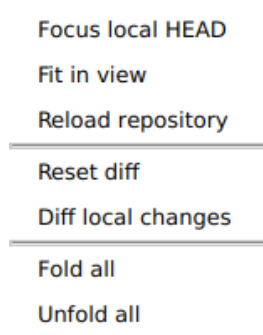 Focus local HEAD
Fit in view
Reload repository
Reset diff
Diff local changes
Fold all
Unfold all